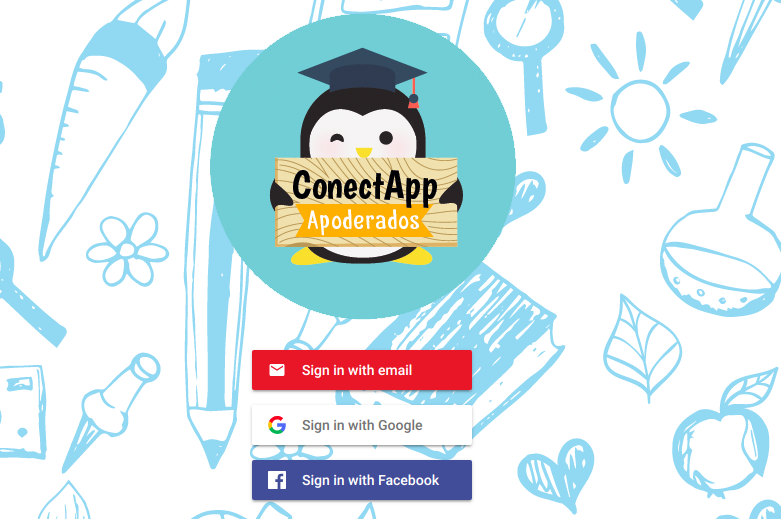 ConectApp
Apoderados
Sign in with email
Sign in with Google
Sign in with Facebook